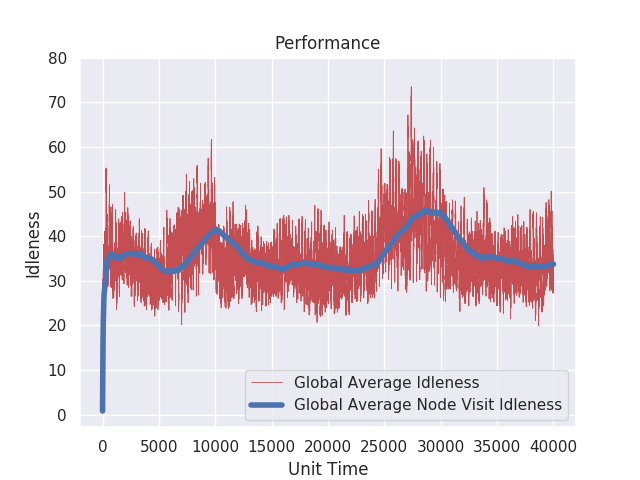 Performance
Idleness
80
70
60
50
40
30
20
10
0
Global Average Idleness
Global Average Node Visit Idleness
0 5000 10000 15000 20000 25000 30000 35000 40000
Unit Time